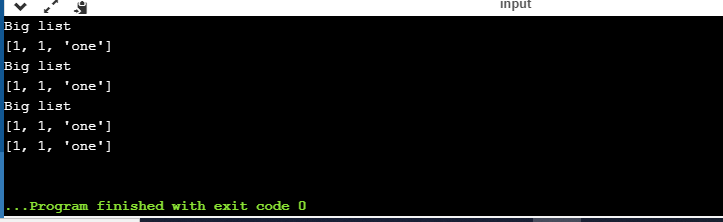 input
Big list
[1, 1, 'one']
Big list
[1, 1, 'one']
Big list
[1, 1, 'one']
[1, 1, 'one']
...Program finished with exit code 0